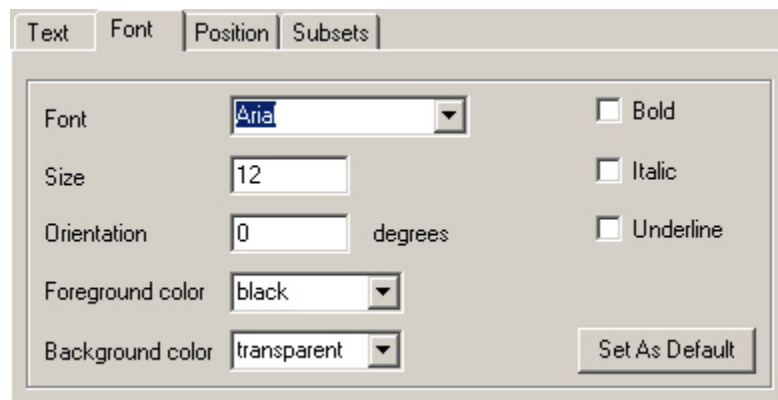 Text Font Position Subsets
Font Arial Bold
Size 12 Italic
Orientation 0 degrees Underline
Foreground color black
Background color transparent Set As Default